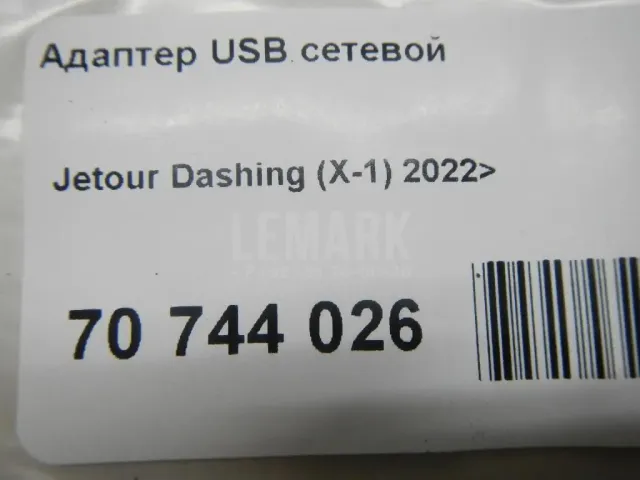 Адаптер USB сетевой
Jetour Dashing (X-1) 2022>
LEMARK
70 744 026